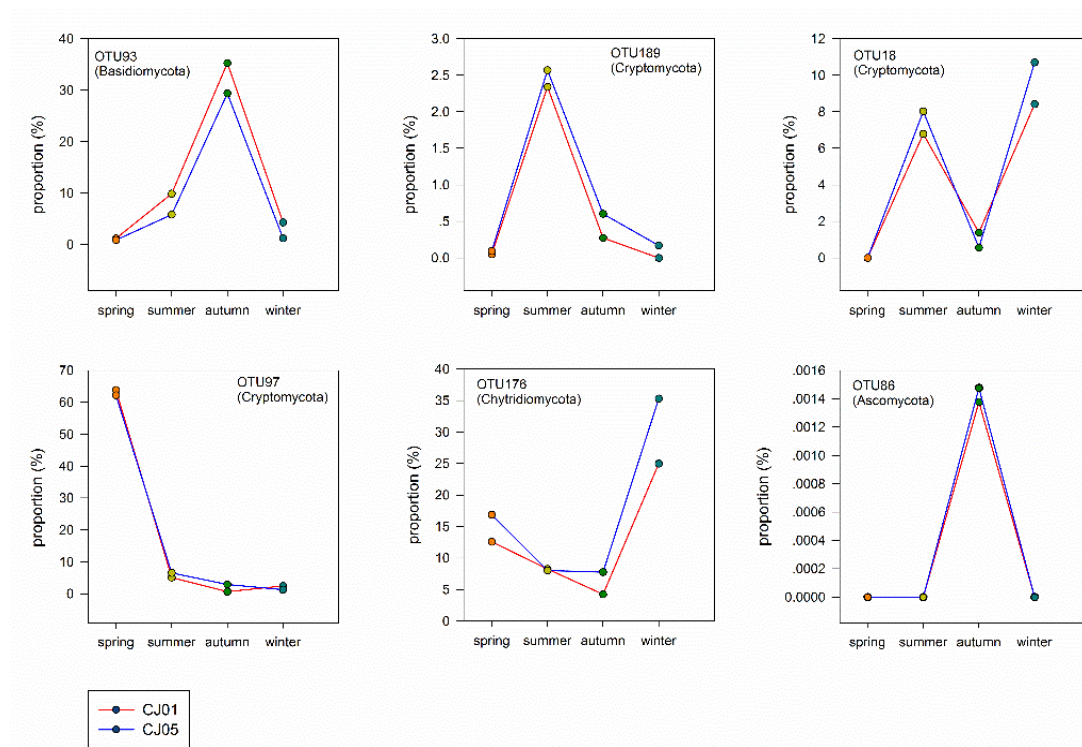 OTU93
(Basidiomycota)
proportion (%)
40
30
20
10
0
spring summer autumn winter
OTU189
(Cryptomycota)
proportion (%)
3.0
2.5
2.0
1.5
1.0
.5
0.0
spring summer autumn winter
OTU18
(Cryptomycota)
proportion (%)
12
10
8
6
4
2
0
spring summer autumn winter
OTU97
(Cryptomycota)
proportion (%)
70
60
50
40
30
20
10
0
spring summer autumn winter
OTU176
(Chytridiomycota)
proportion (%)
40
35
30
25
20
15
10
5
0
spring summer autumn winter
OTU86
(Ascomycota)
proportion (%)
.0016
.0014
.0012
.0010
.0008
.0006
.0004
.0002
0.0000
spring summer autumn winter
CJ01
CJ05